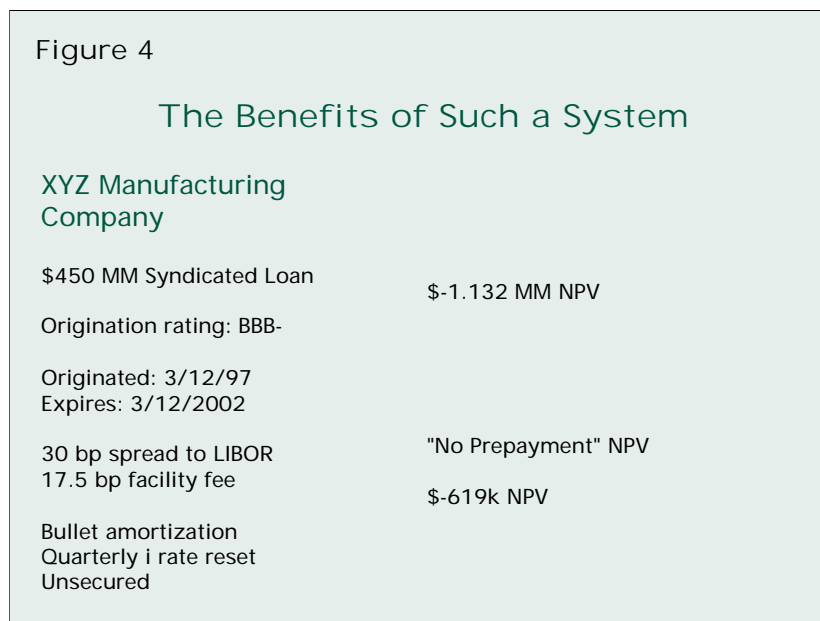 Figure 4
The Benefits of Such a System
XYZ Manufacturing
Company
$450 MM Syndicated Loan
Origination rating: BBB-
Originated: 3/12/97
Expires: 3/12/2002
30 bp spread to LIBOR
17.5 bp facility fee
Bullet amortization
Quarterly i rate reset
Unsecured
$-1.132 MM NPV
"No Prepayment" NPV
$-619k NPV